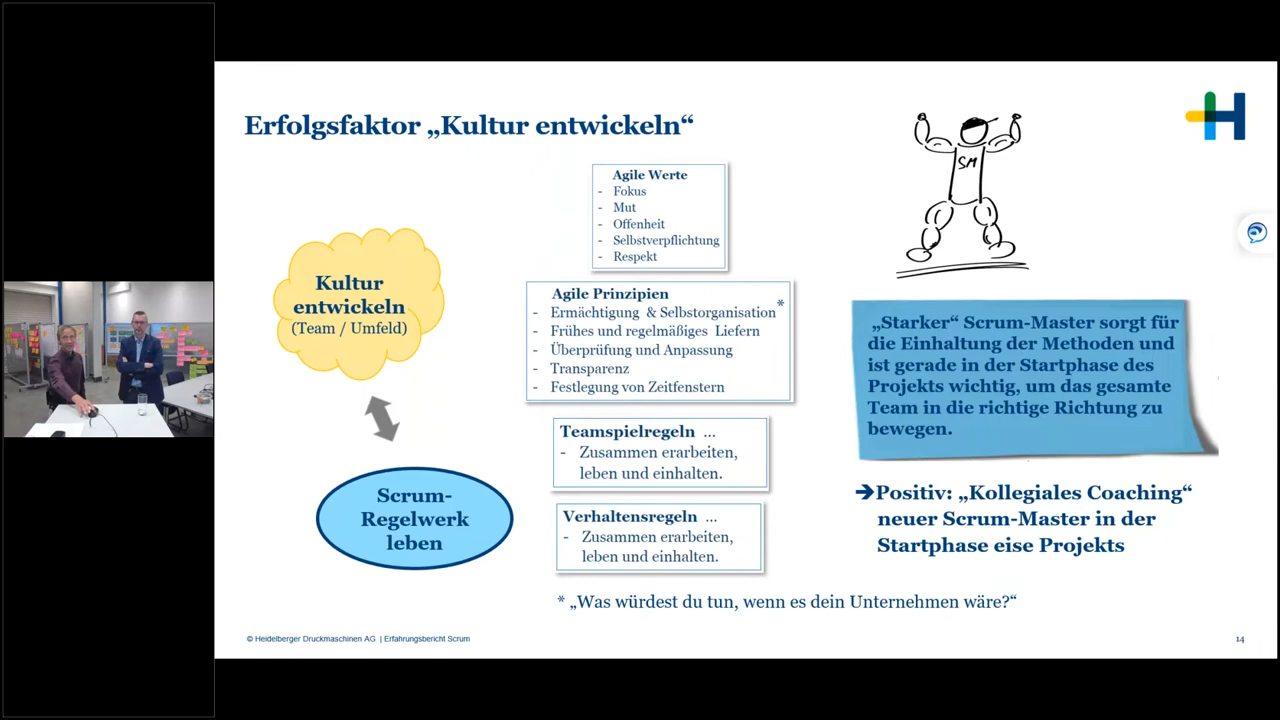 Erfolgsfaktor „Kultur entwickeln“
Agile Werte
- Fokus
- Mut
- Offenheit
- Selbstverpflichtung
- Respekt
SM
Kultur
entwickeln
(Team / Umfeld)
Agile Prinzipien
- Ermächtigung & Selbstorganisation*
- Frühes und regelmäßiges Liefern
- Überprüfung und Anpassung
- Transparenz
- Festlegung von Zeitfenstern
„Starker“ Scrum-Master sorgt für
die Einhaltung der Methoden und
ist gerade in der Startphase des
Projekts wichtig, um das gesamte
Team in die richtige Richtung zu
bewegen.
Teamspielregeln ...
- Zusammen erarbeiten,
leben und einhalten.
Scrum-
Regelwerk
leben
Verhaltensregeln ...
- Zusammen erarbeiten,
leben und einhalten.
➔Positiv: „Kollegiales Coaching“
neuer Scrum-Master in der
Startphase eise Projekts
* „Was würdest du tun, wenn es dein Unternehmen wäre?“
© Heidelberger Druckmaschinen AG | Erfahrungsbericht Scrum
14